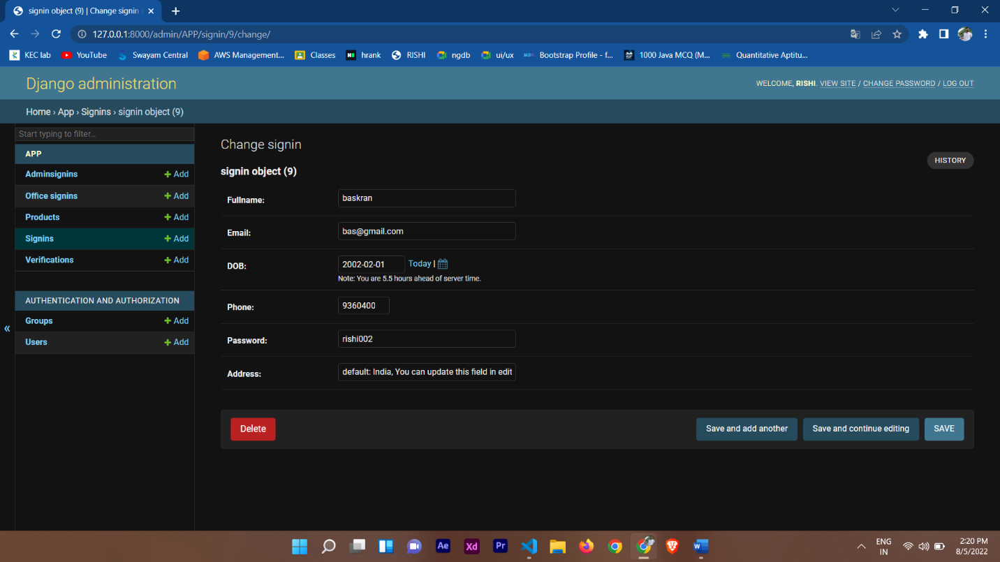 signin object (9) | Change signin
127.0.0.1:8000/admin/APP/signin/9/change/
KEC lab YouTube Swayam Central AWS Management... Classes hrank RISHI ngdb ui/ux Bootstrap Profile - f... 1000 Java MCQ (M... Quantitative Aptitu...
Django administration
WELCOME, RISHI. VIEW SITE / CHANGE PASSWORD / LOG OUT
Home › App › Signins › signin object (9)
Start typing to filter...
APP
Adminsignins + Add
Office signins + Add
Products + Add
Signins + Add
Verifications + Add
AUTHENTICATION AND AUTHORIZATION
Groups + Add
Users + Add
«
Change signin
HISTORY
signin object (9)
Fullname: baskran
Email: bas@gmail.com
DOB: 2002-02-01 Today |
Note: You are 5.5 hours ahead of server time.
Phone: 9360400
Password: rishi002
Address: default: India, You can update this field in edit
Delete Save and add another Save and continue editing SAVE
Ae Xd Pr
ENG
IN
2:20 PM
8/5/2022